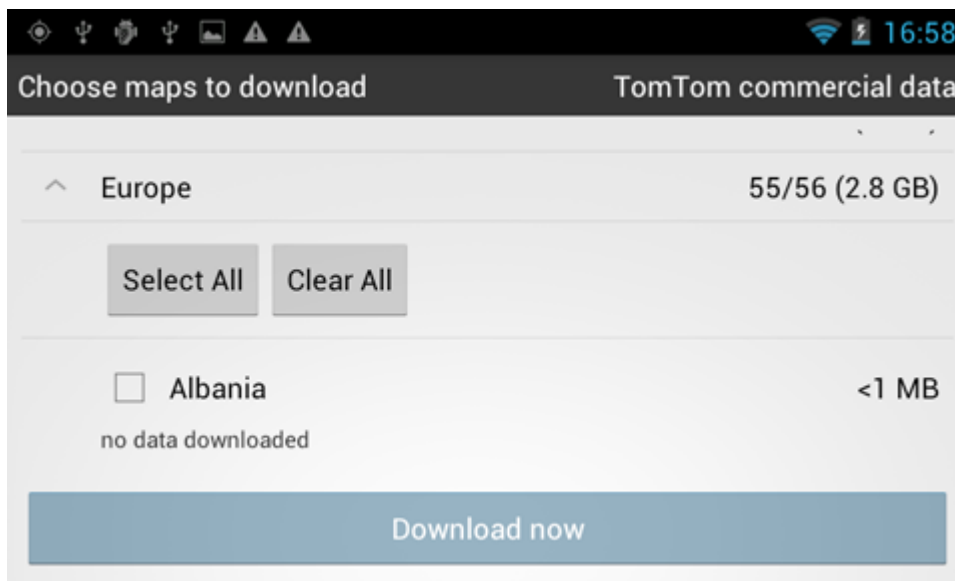 16:58
Choose maps to download TomTom commercial data
Europe 55/56 (2.8 GB)
Select All Clear All
Albania <1 MB
no data downloaded
Download now